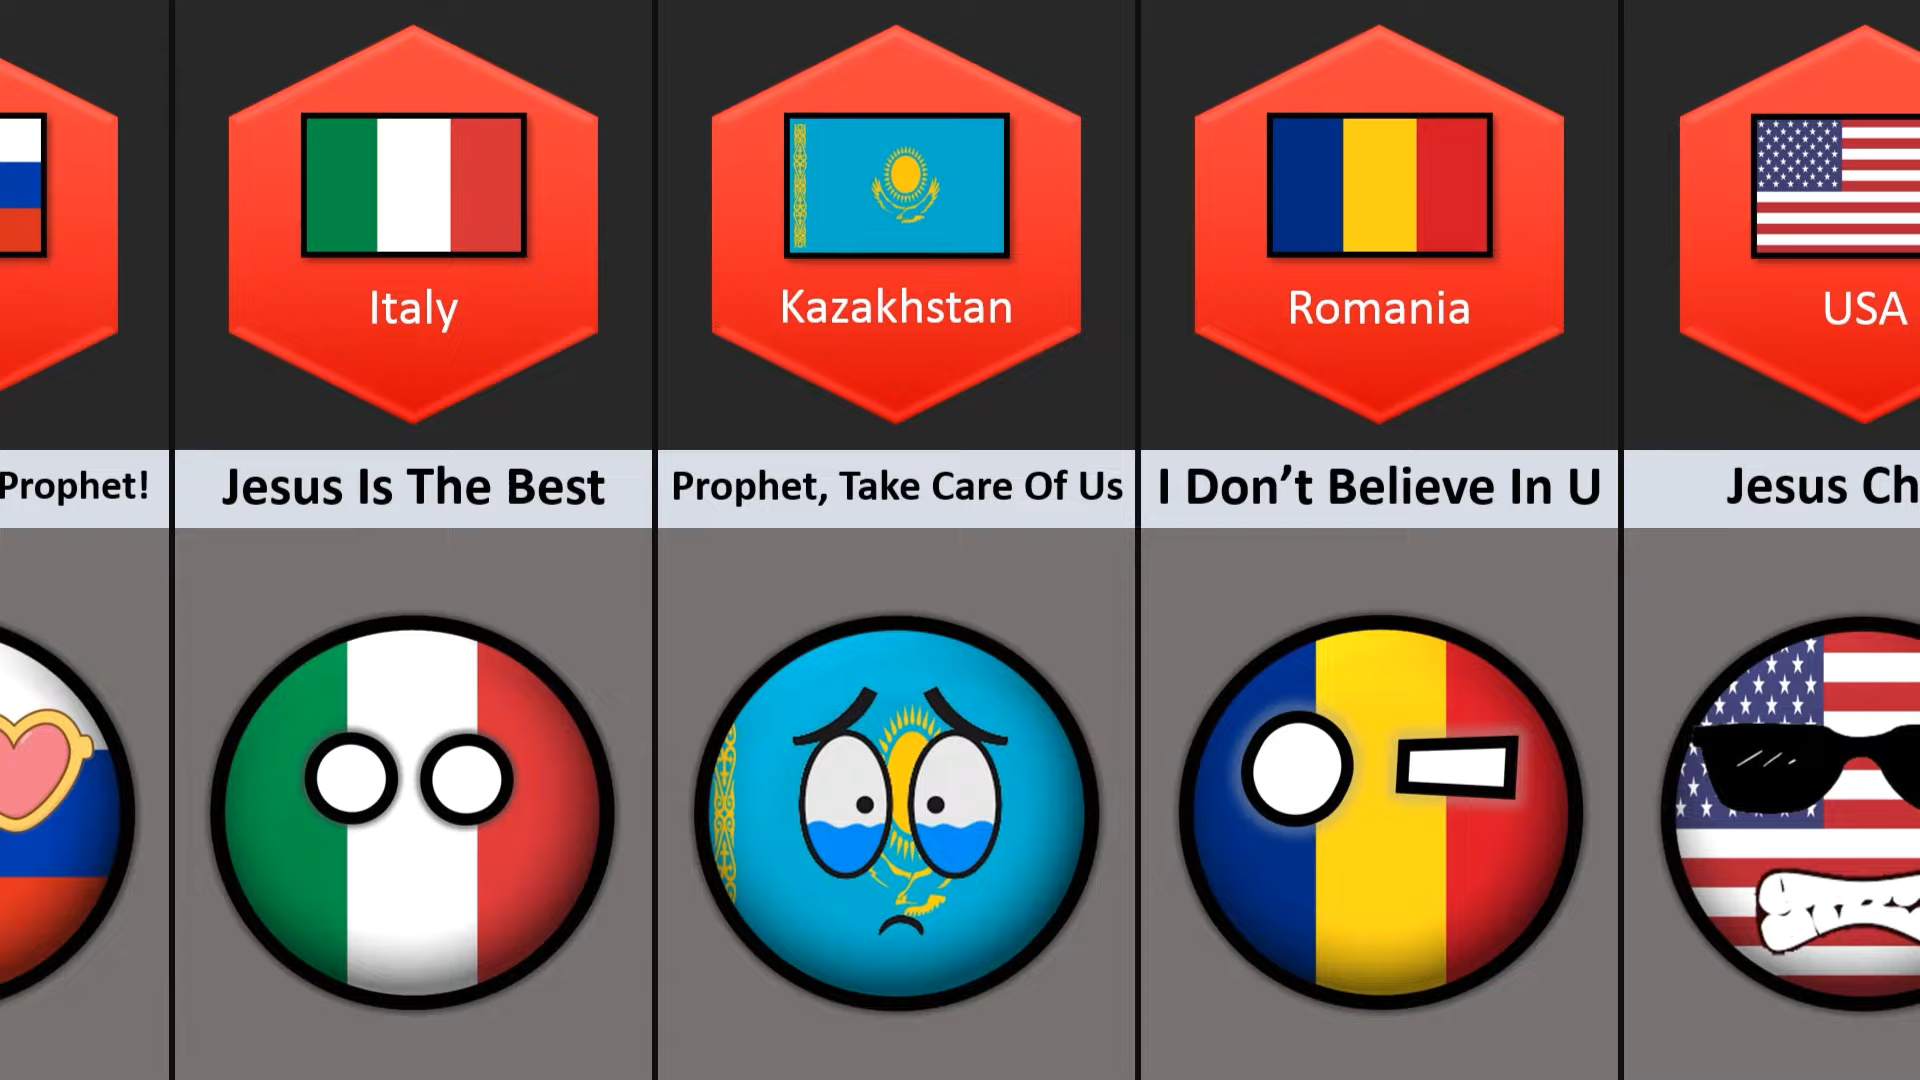 Italy
Kazakhstan
Romania
USA
Prophet!
Jesus Is The Best
Prophet, Take Care Of Us
I Don’t Believe In U
Jesus Ch